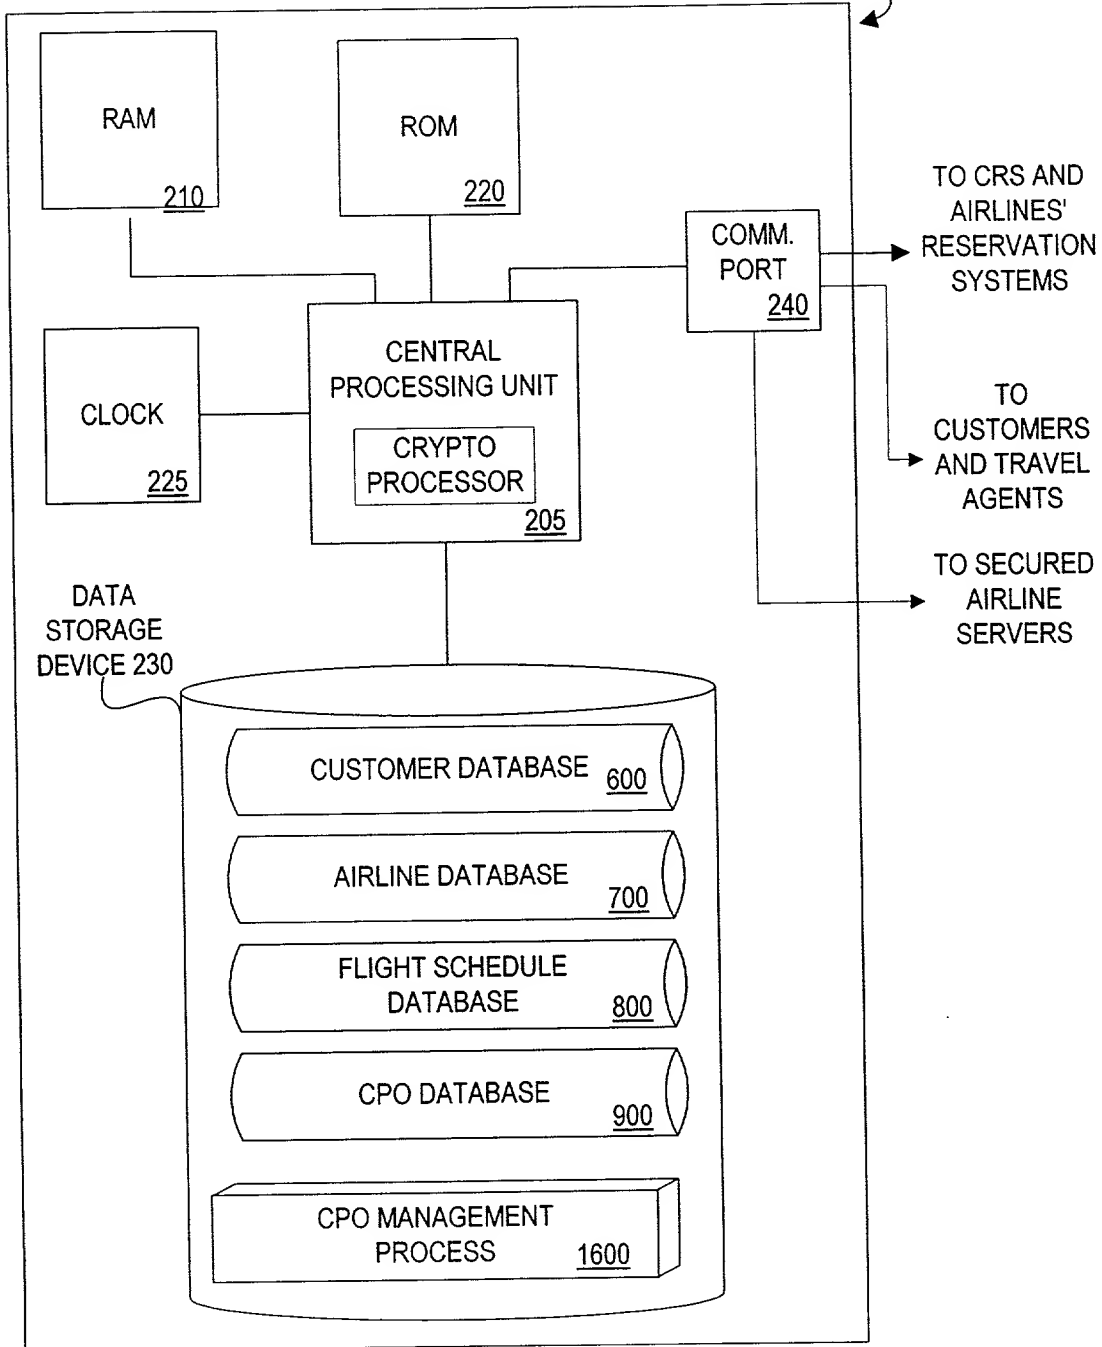 RAM
210
ROM
220
COMM.
PORT
240
TO CRS AND
AIRLINES'
RESERVATION
SYSTEMS
CLOCK
225
CENTRAL
PROCESSING UNIT
CRYPTO
PROCESSOR
205
TO
CUSTOMERS
AND TRAVEL
AGENTS
TO SECURED
AIRLINE
SERVERS
DATA
STORAGE
DEVICE 230
CUSTOMER DATABASE
600
AIRLINE DATABASE
700
FLIGHT SCHEDULE
DATABASE
800
CPO DATABASE
900
CPO MANAGEMENT
PROCESS
1600